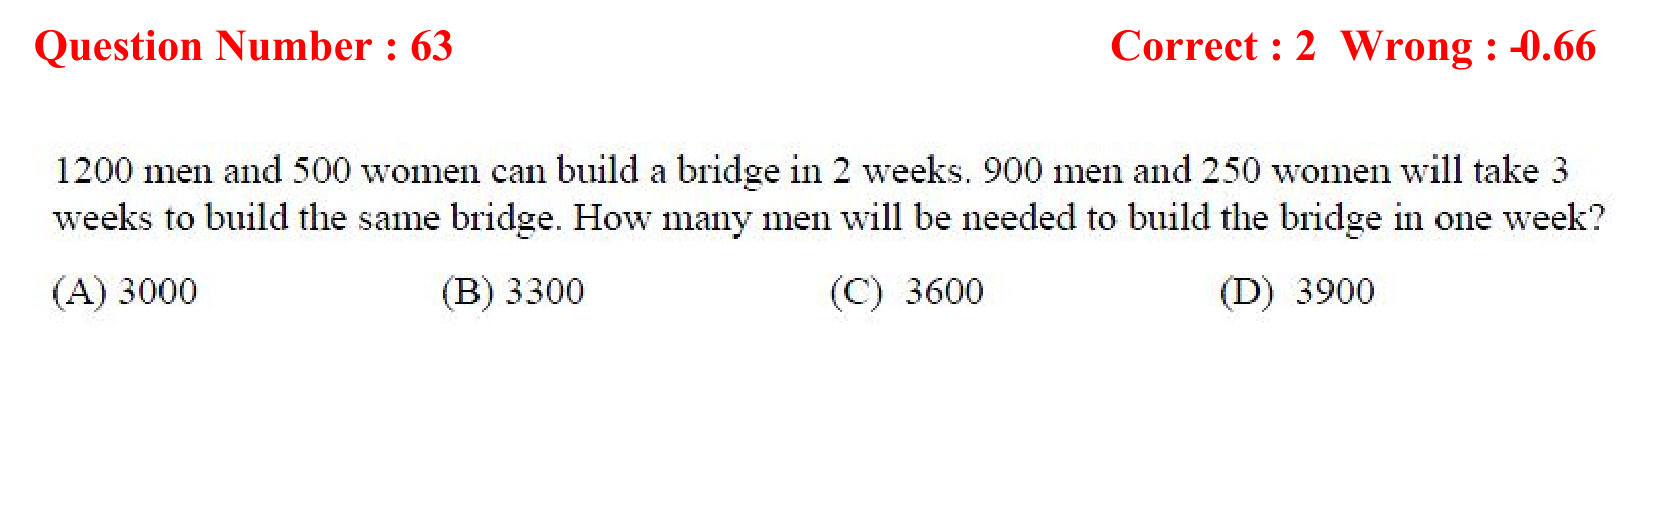 Question Number : 63 Correct : 2 Wrong : -0.66
1200 men and 500 women can build a bridge in 2 weeks. 900 men and 250 women will take 3
weeks to build the same bridge. How many men will be needed to build the bridge in one week?
(A) 3000 (B) 3300 (C) 3600 (D) 3900